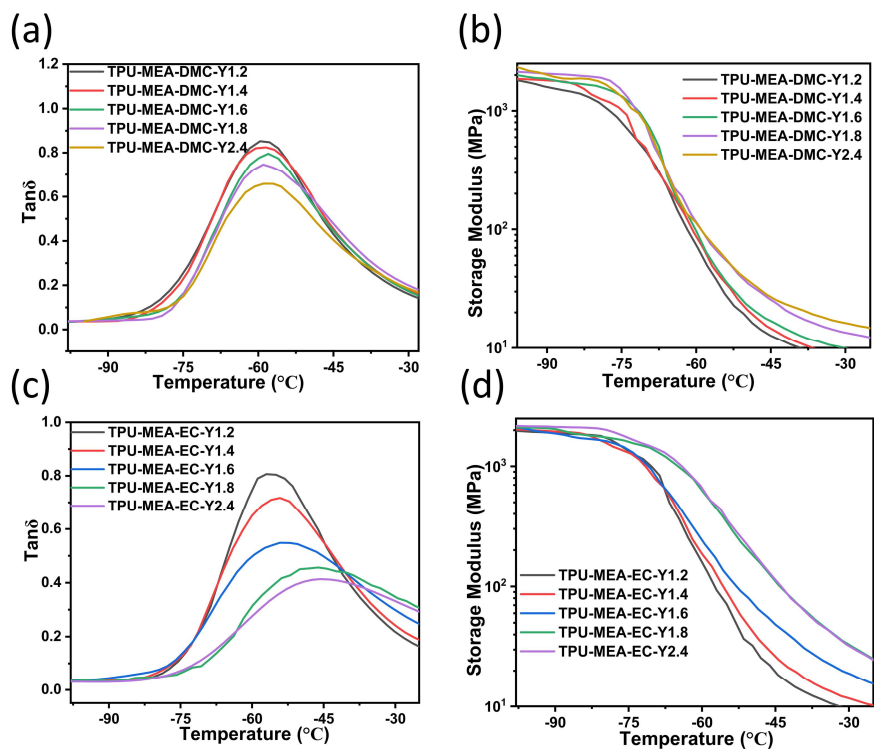 (a)
1.2
1.0
0.8
0.6
0.4
0.2
0.0
Tanδ
TPU-MEA-DMC-Y1.2
TPU-MEA-DMC-Y1.4
TPU-MEA-DMC-Y1.6
TPU-MEA-DMC-Y1.8
TPU-MEA-DMC-Y2.4
-90 -75 -60 -45 -30
Temperature (°C)
(b)
10³
10²
10¹
Storage Modulus (MPa)
TPU-MEA-DMC-Y1.2
TPU-MEA-DMC-Y1.4
TPU-MEA-DMC-Y1.6
TPU-MEA-DMC-Y1.8
TPU-MEA-DMC-Y2.4
-90 -75 -60 -45 -30
Temperature (°C)
(c)
1.0
0.8
0.6
0.4
0.2
0.0
Tanδ
TPU-MEA-EC-Y1.2
TPU-MEA-EC-Y1.4
TPU-MEA-EC-Y1.6
TPU-MEA-EC-Y1.8
TPU-MEA-EC-Y2.4
-90 -75 -60 -45 -30
Temperature (°C)
(d)
10³
10²
10¹
Storage Modulus (MPa)
TPU-MEA-EC-Y1.2
TPU-MEA-EC-Y1.4
TPU-MEA-EC-Y1.6
TPU-MEA-EC-Y1.8
TPU-MEA-EC-Y2.4
-90 -75 -60 -45 -30
Temperature (°C)